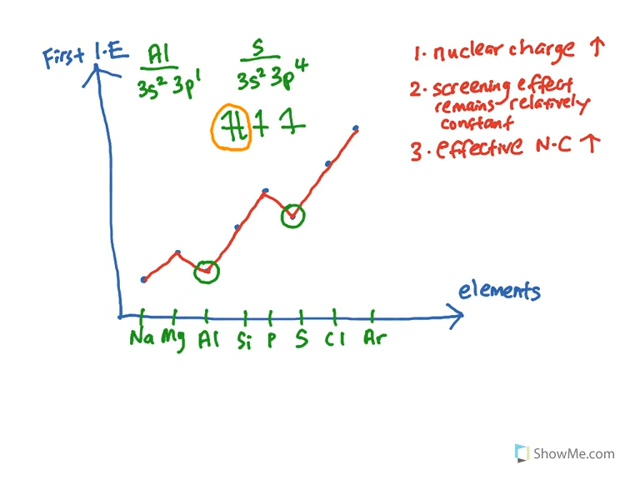 First I.E
Al
3s² 3p¹
S
3s² 3p⁴
1. nuclear charge ↑
2. screening effect
remains relatively
constant
3. effective N.C ↑
elements
Na Mg Al Si P S Cl Ar
ShowMe.com